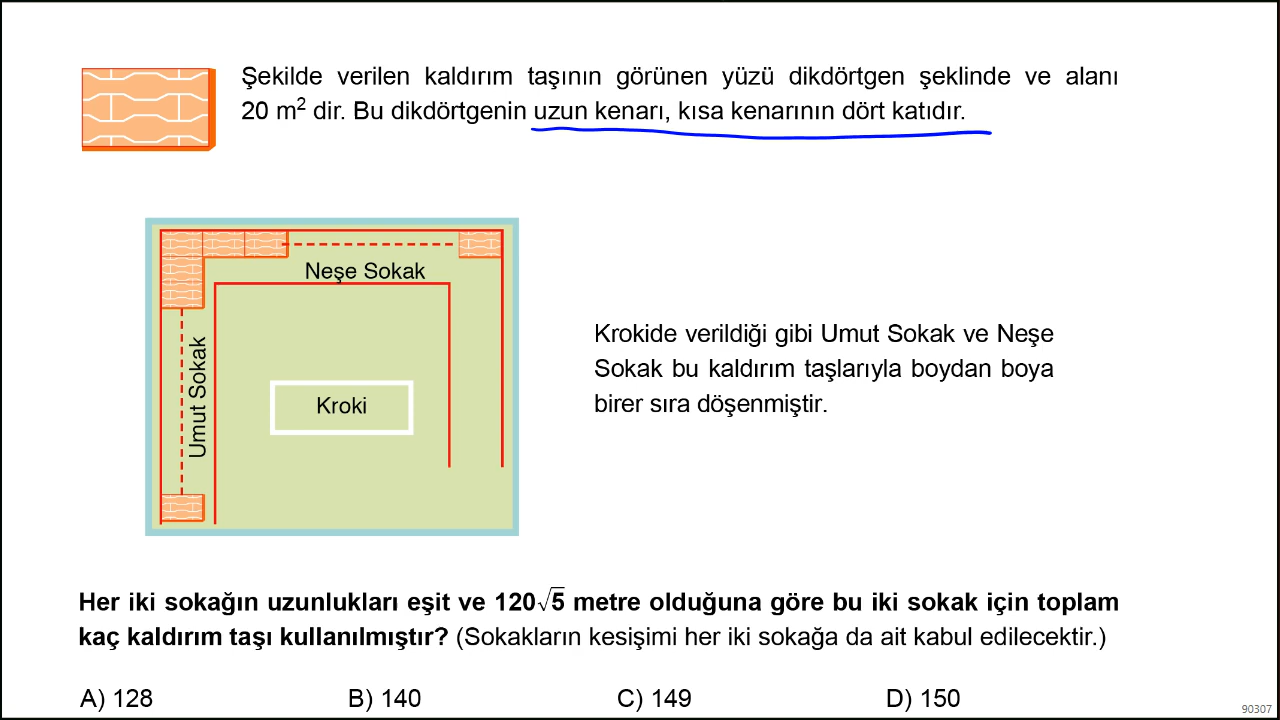 Şekilde verilen kaldırım taşının görünen yüzü dikdörtgen şeklinde ve alanı
20 m² dir. Bu dikdörtgenin uzun kenarı, kısa kenarının dört katıdır.
Neşe Sokak
Umut Sokak
Kroki
Krokide verildiği gibi Umut Sokak ve Neşe
Sokak bu kaldırım taşlarıyla boydan boya
birer sıra döşenmiştir.
Her iki sokağın uzunlukları eşit ve 120√5 metre olduğuna göre bu iki sokak için toplam
kaç kaldırım taşı kullanılmıştır? (Sokakların kesişimi her iki sokağa da ait kabul edilecektir.)
A) 128 B) 140 C) 149 D) 150
90307